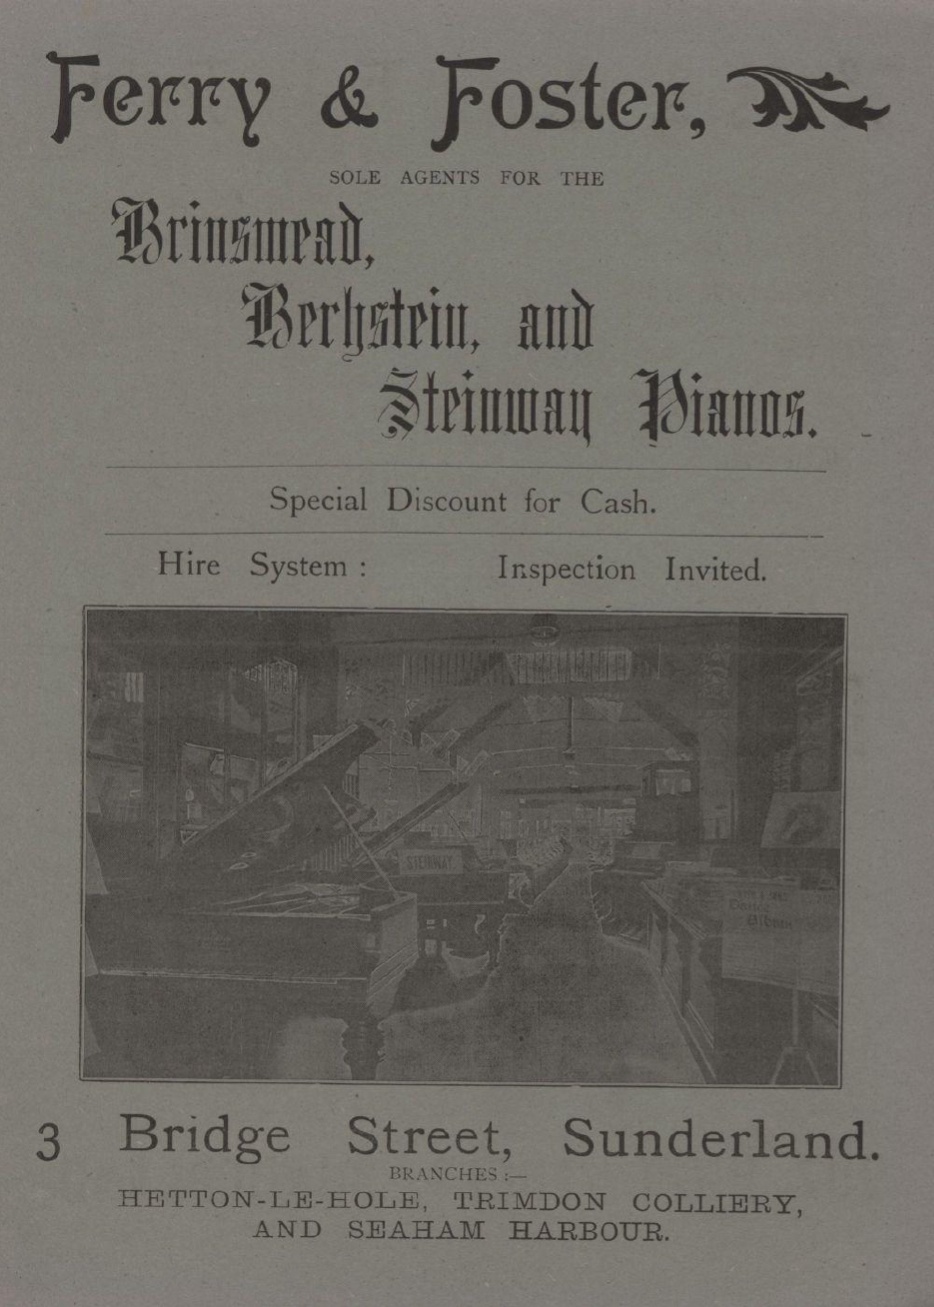 Ferry & Foster,
SOLE AGENTS FOR THE
Brinsmead,
Berhstein, and
Steinway Pianos.
Special Discount for Cash.
Hire System : Inspection Invited.
STEINWAY
3 Bridge Street, Sunderland.
BRANCHES :—
HETTON-LE-HOLE, TRIMDON COLLIERY,
AND SEAHAM HARBOUR.